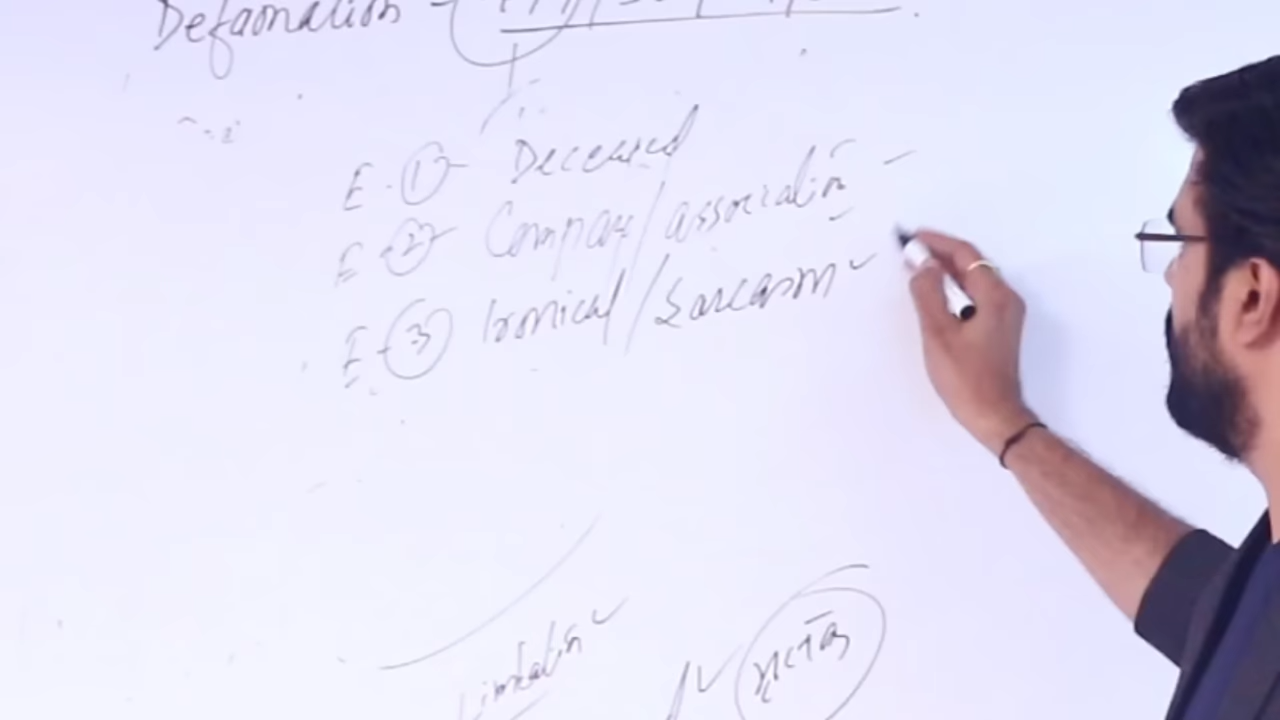 Defamation -
E-① Deceased
E-② Company/association -
E-③ Ironical/Sarcasm
Limitation